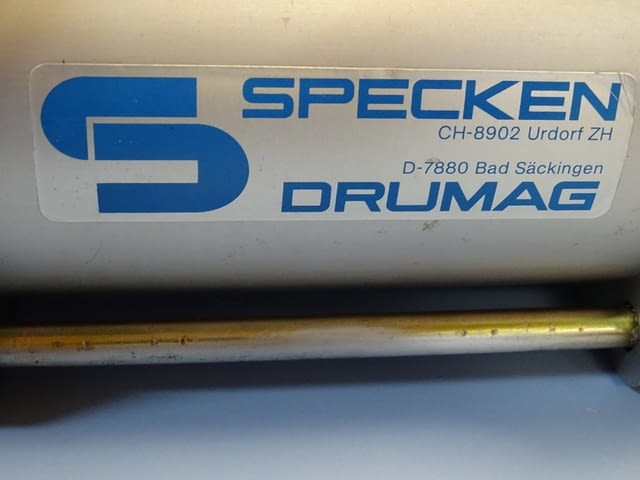 SPECKEN
CH-8902 Urdorf ZH
D-7880 Bad Säckingen
DRUMAG